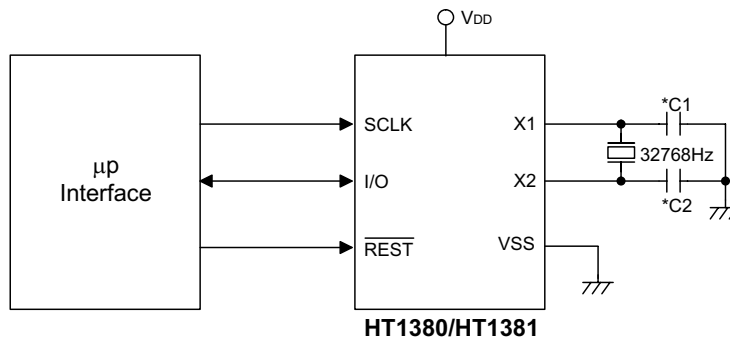 VDD
μp
Interface
SCLK
I/O
REST
X1
X2
VSS
*C1
32768Hz
*C2
HT1380/HT1381